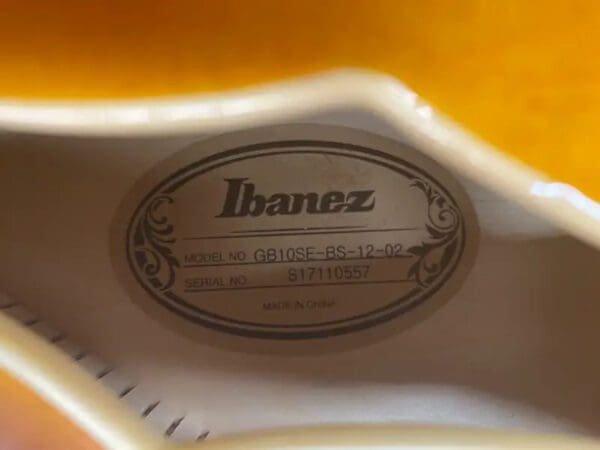 Ibanez
MODEL NO. GB10SE-BS-12-02
SERIAL NO. S17110557
MADE IN CHINA